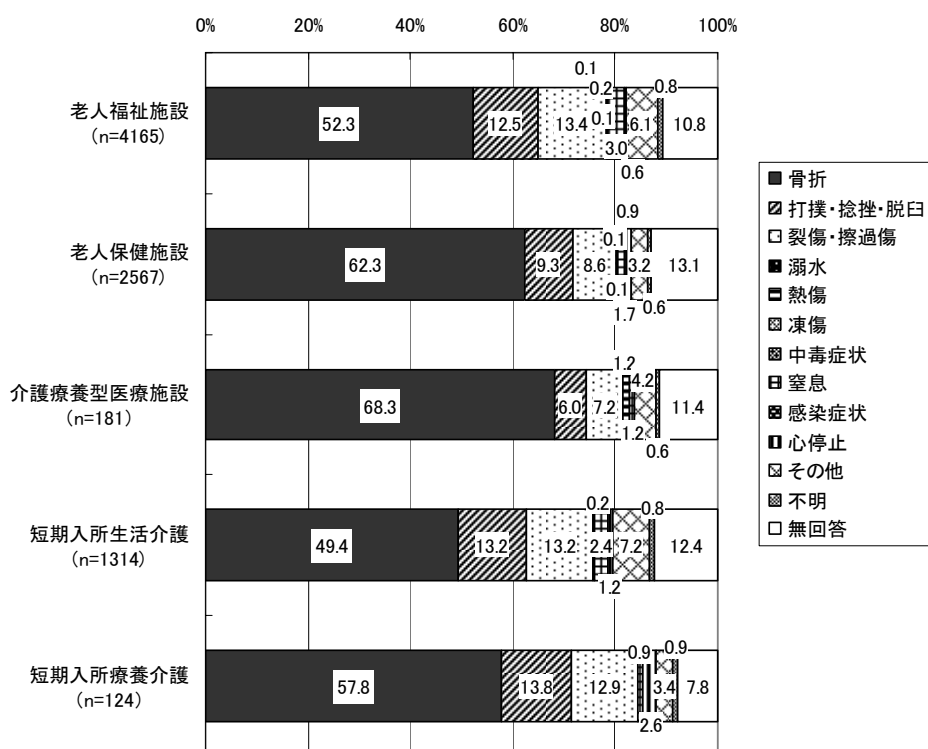 0% 20% 40% 60% 80% 100%
0.1
0.2 0.8
老人福祉施設
(n=4165)
52.3 12.5 13.4 0.1 6.1 10.8
3.0
0.6
0.9
0.1
老人保健施設
(n=2567)
62.3 9.3 8.6 3.2 13.1
0.1 0.6
1.7
1.2
介護療養型医療施設
(n=181)
68.3 6.0 7.2 4.2 11.4
1.2
0.6
0.2 0.8
短期入所生活介護
(n=1314)
49.4 13.2 13.2 2.4 7.2 12.4
1.2
0.9 0.9
短期入所療養介護
(n=124)
57.8 13.8 12.9 3.4 7.8
2.6
骨折
打撲・捻挫・脱臼
裂傷・擦過傷
溺水
熱傷
凍傷
中毒症状
窒息
感染症状
心停止
その他
不明
無回答